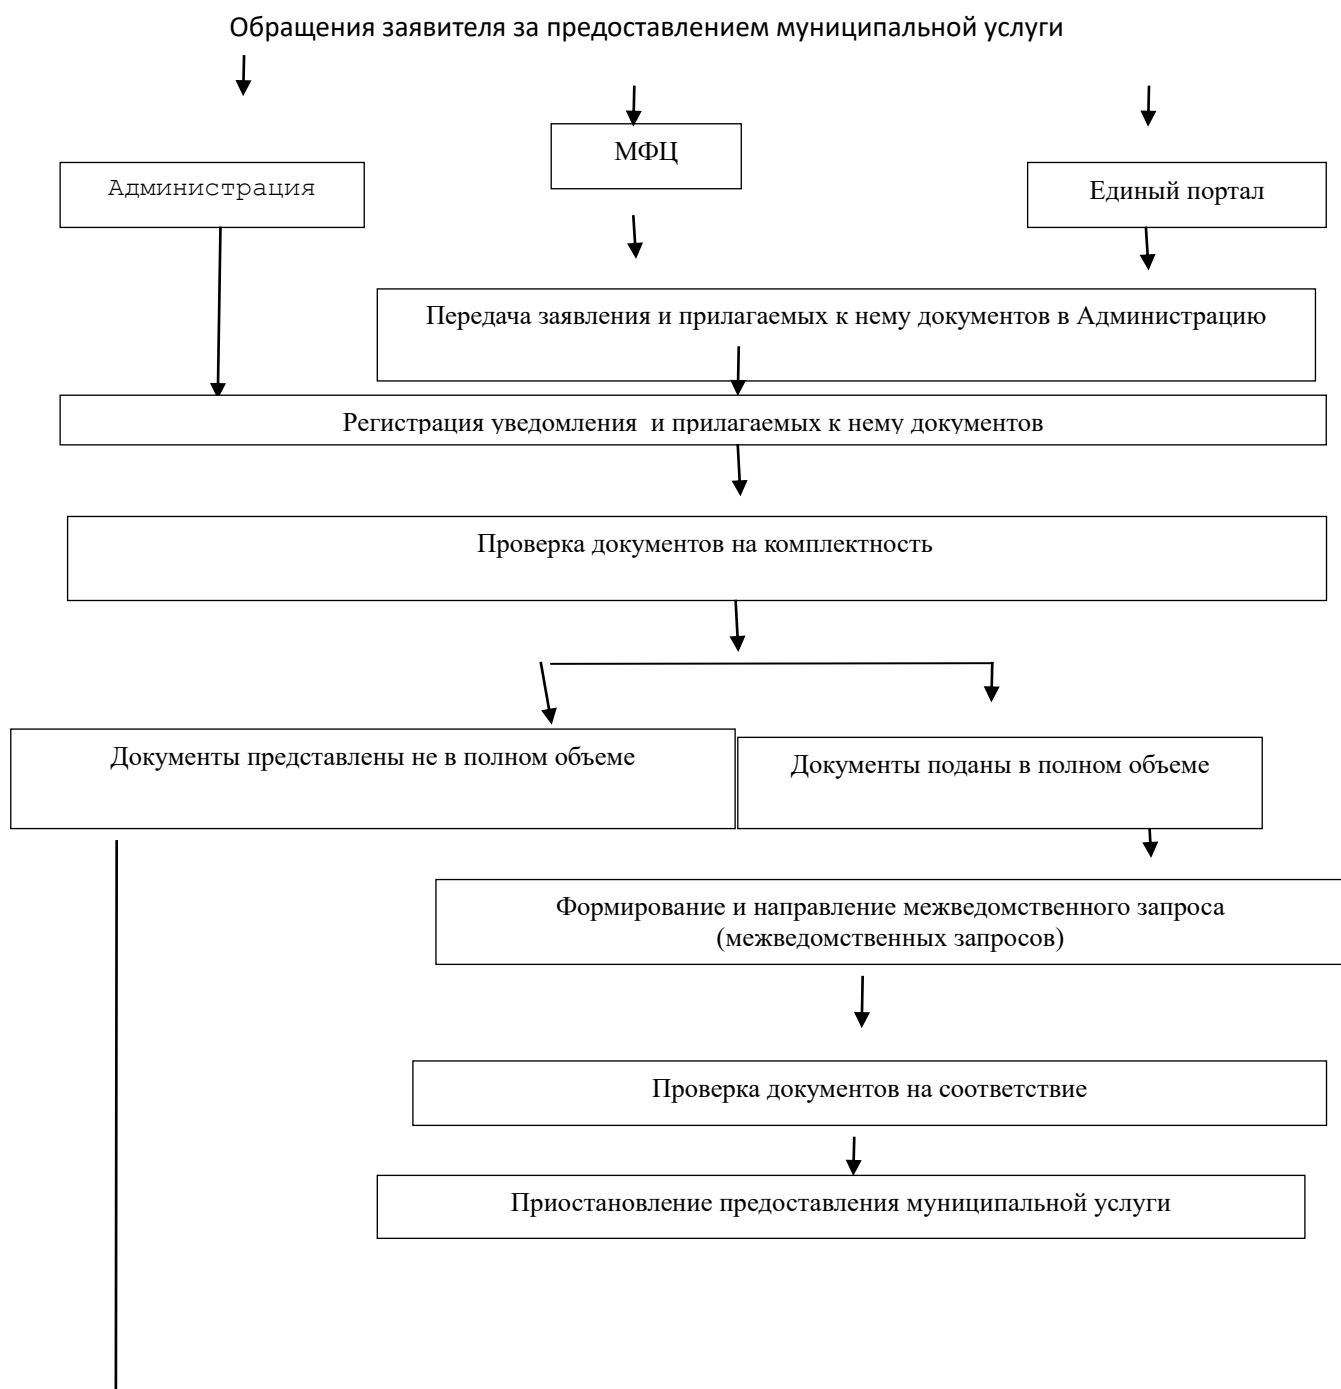 Обращения заявителя за предоставлением муниципальной услуги
МФЦ
Администрация
Единый портал
Передача заявления и прилагаемых к нему документов в Администрацию
Регистрация уведомления и прилагаемых к нему документов
Проверка документов на комплектность
Документы представлены не в полном объеме
Документы поданы в полном объеме
Формирование и направление межведомственного запроса
(межведомственных запросов)
Проверка документов на соответствие
Приостановление предоставления муниципальной услуги